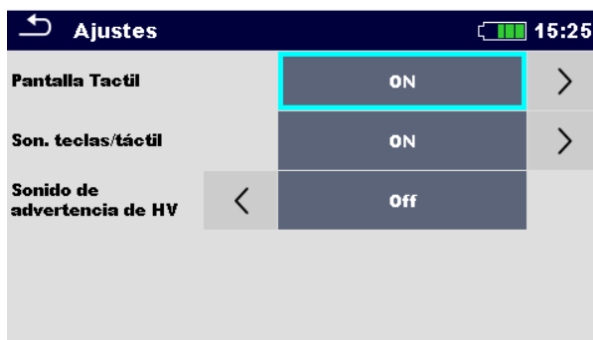 Ajustes 15:25
Pantalla Tactil ON
Son. teclas/táctil ON
Sonido de
advertencia de HV Off